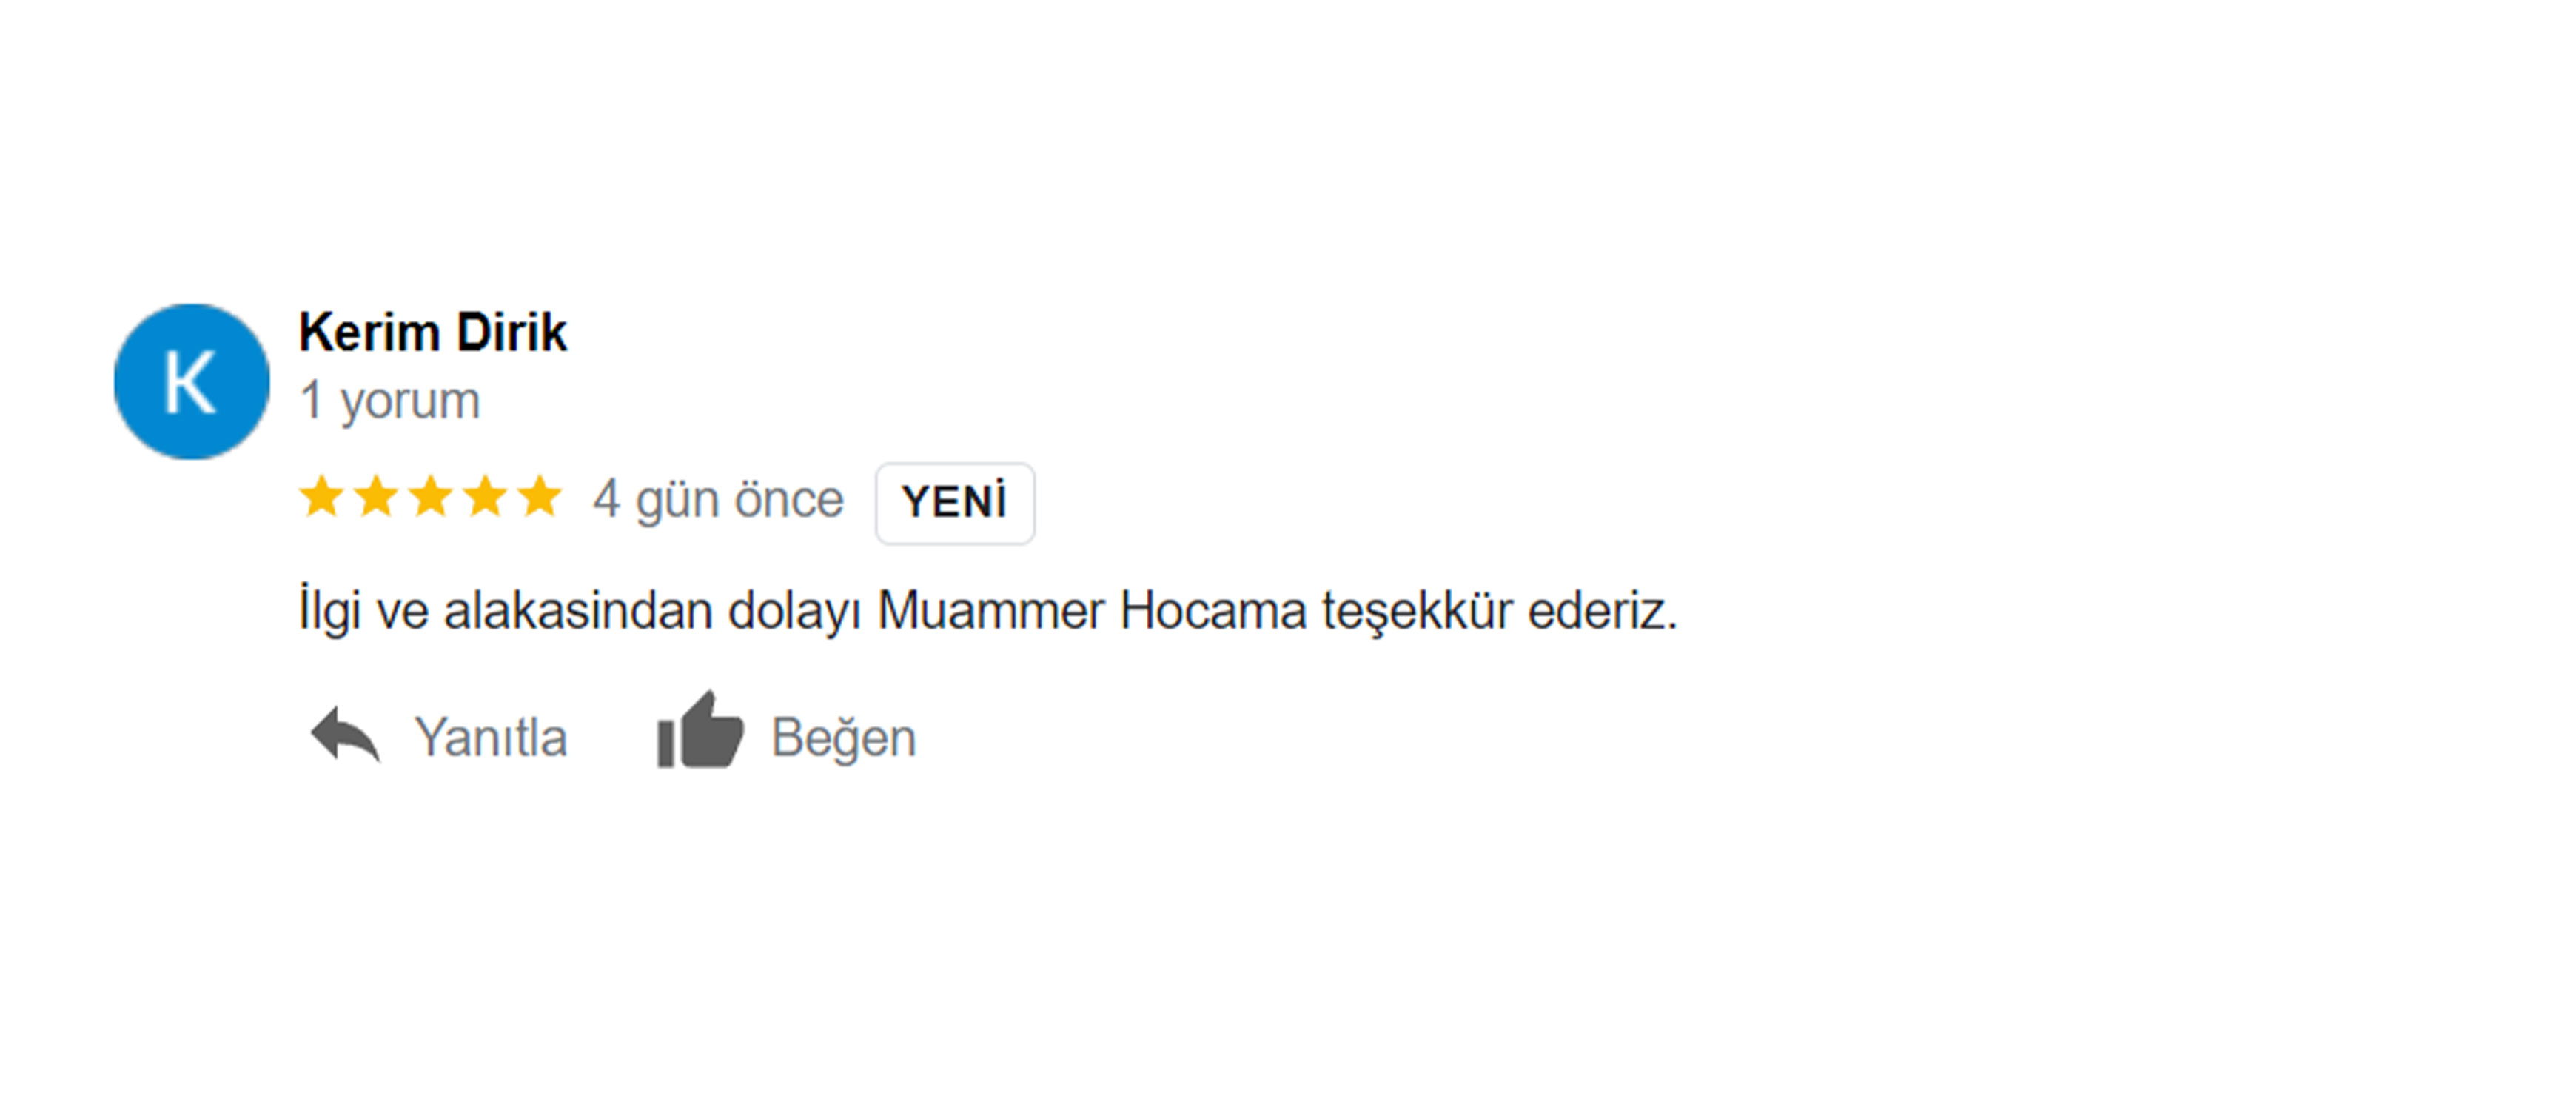 K
Kerim Dirik
1 yorum
4 gün önce YENİ
İlgi ve alakasindan dolayı Muammer Hocama teşekkür ederiz.
Yanıtla Beğen